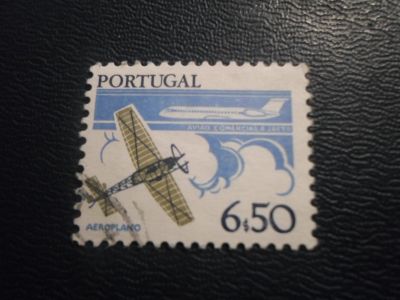 PORTUGAL
AVIÃO COMERCIAL A JACTO
AEROPLANO
6$50